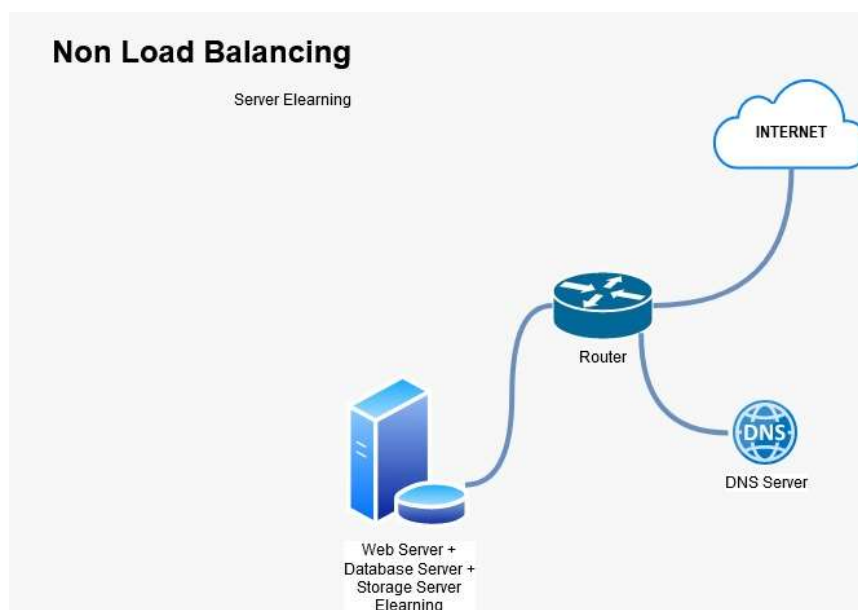 Non Load Balancing
Server Elearning
INTERNET
Router
DNS
DNS Server
Web Server +
Database Server +
Storage Server
Elearning